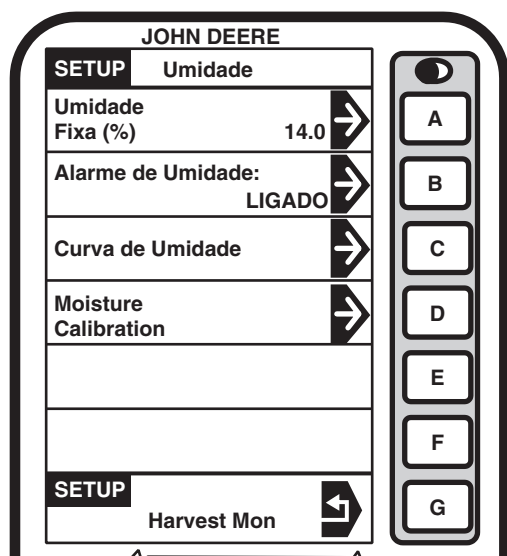 JOHN DEERE
SETUP Umidade
Umidade
Fixa (%) 14.0
A
Alarme de Umidade:
LIGADO
B
Curva de Umidade
C
Moisture
Calibration
D
E
F
SETUP
Harvest Mon
G